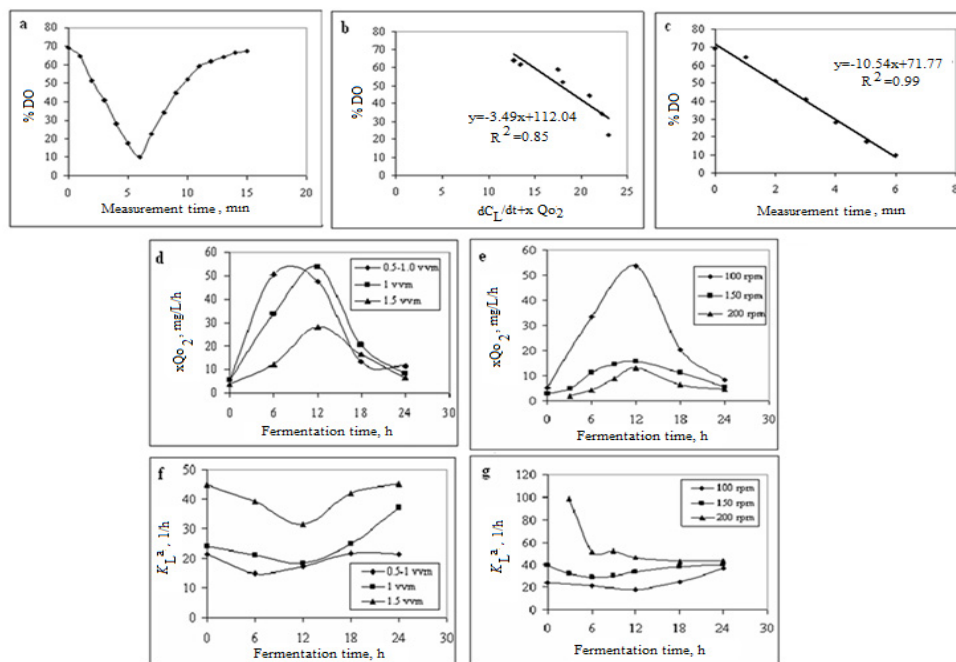 a
% DO
80
70
60
50
40
30
20
10
0
0 5 10 15 20
Measurement time , min
b
% DO
80
70
60
50
40
30
20
10
0
y=-3.49x+112.04
R2=0.85
0 5 10 15 20 25
dCL/dt+x Qo2
c
% DO
80
70
60
50
40
30
20
10
0
y=-10.54x+71.77
R2=0.99
0 2 4 6 8
Measurement time , min
d
xQo2, mg/L/h
60
50
40
30
20
10
0
0.5-1.0 vvm
1 vvm
1.5 vvm
0 6 12 18 24 30
Fermentation time, h
e
xQo2, mg/L/h
60
50
40
30
20
10
0
100 rpm
150 rpm
200 rpm
0 6 12 18 24 30
Fermentation time, h
f
KLa, 1/h
50
40
30
20
10
0
0.5-1 vvm
1 vvm
1.5 vvm
0 6 12 18 24 30
Fermentation time, h
g
KLa, 1/h
120
100
80
60
40
20
0
100 rpm
150 rpm
200 rpm
0 6 12 18 24 30
Fermentation time, h